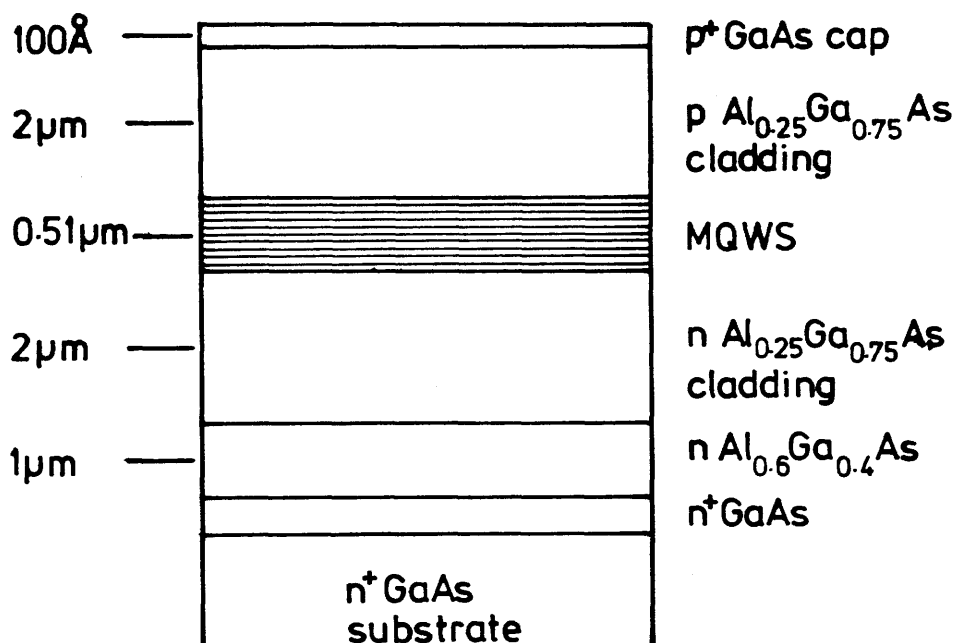 100Å
p⁺GaAs cap
2µm
p Al₀.₂₅Ga₀.₇₅As
cladding
0.51µm
MQWS
2µm
n Al₀.₂₅Ga₀.₇₅As
cladding
1µm
n Al₀.₆Ga₀.₄As
n⁺GaAs
n⁺GaAs
substrate